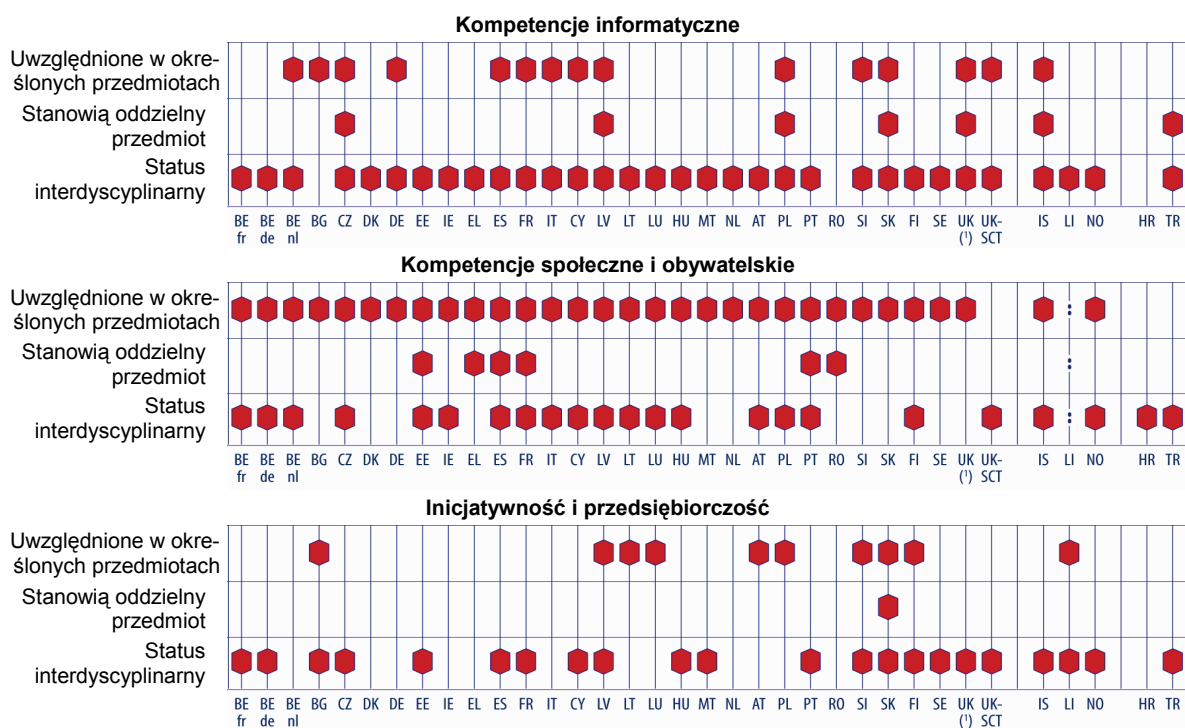 Kompetencje informatyczne
Uwzględnione w okre-
ślonych przedmiotach
Stanowią oddzielny
przedmiot
Status
interdyscyplinarny
BE BE BE BG CZ DK DE EE IE EL ES FR IT CY LV LT LU HU MT NL AT PL PT RO SI SK FI SE UK UK- IS LI NO HR TR
fr de nl (¹) SCT
Kompetencje społeczne i obywatelskie
Uwzględnione w okre-
ślonych przedmiotach
Stanowią oddzielny
przedmiot
Status
interdyscyplinarny
BE BE BE BG CZ DK DE EE IE EL ES FR IT CY LV LT LU HU MT NL AT PL PT RO SI SK FI SE UK UK- IS LI NO HR TR
fr de nl (¹) SCT
Inicjatywność i przedsiębiorczość
Uwzględnione w okre-
ślonych przedmiotach
Stanowią oddzielny
przedmiot
Status
interdyscyplinarny
BE BE BE BG CZ DK DE EE IE EL ES FR IT CY LV LT LU HU MT NL AT PL PT RO SI SK FI SE UK UK- IS LI NO HR TR
fr de nl (¹) SCT